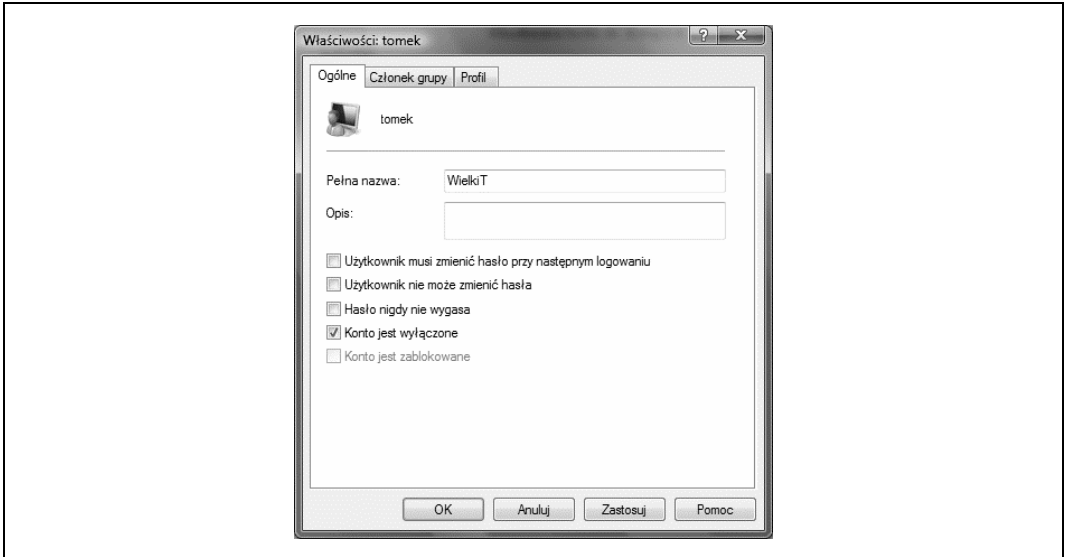 Właściwości: tomek
Ogólne Członek grupy Profil
tomek
Pełna nazwa: WielkiT
Opis:
Użytkownik musi zmienić hasło przy następnym logowaniu
Użytkownik nie może zmienić hasła
Hasło nigdy nie wygasa
Konto jest wyłączone
Konto jest zablokowane
OK Anuluj Zastosuj Pomoc